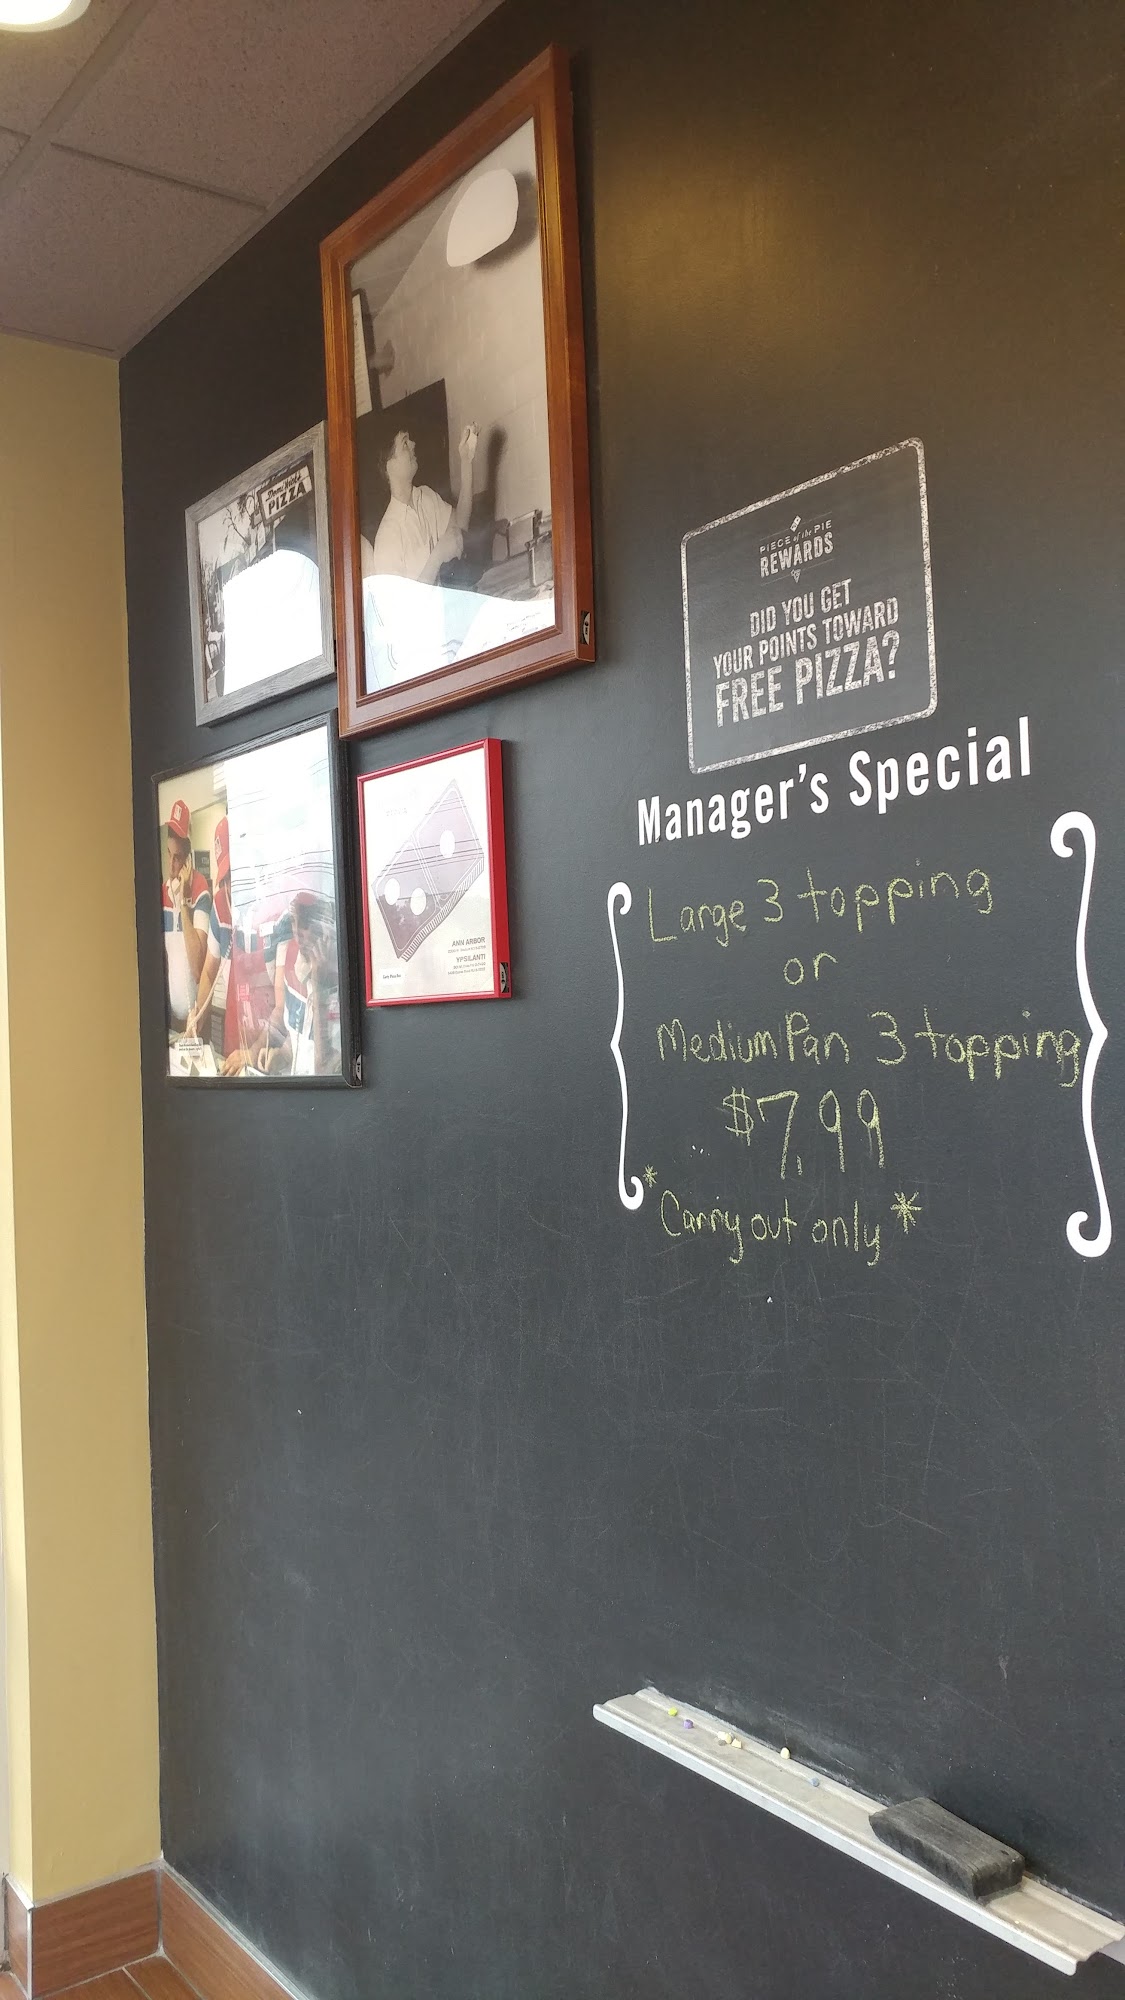 PIZZA
PIECE of the PIE
REWARDS
DID YOU GET
YOUR POINTS TOWARD
FREE PIZZA?
Manager's Special
Large 3 topping
or
Medium Pan 3 topping
$7.99
*Carry out only*
ANN ARBOR
YPSILANTI